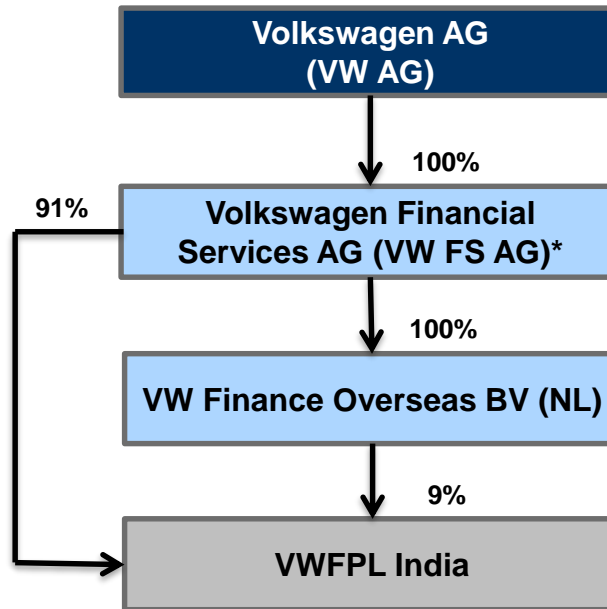 Volkswagen AG
(VW AG)
100%
91%
Volkswagen Financial
Services AG (VW FS AG)*
100%
VW Finance Overseas BV (NL)
9%
VWFPL India